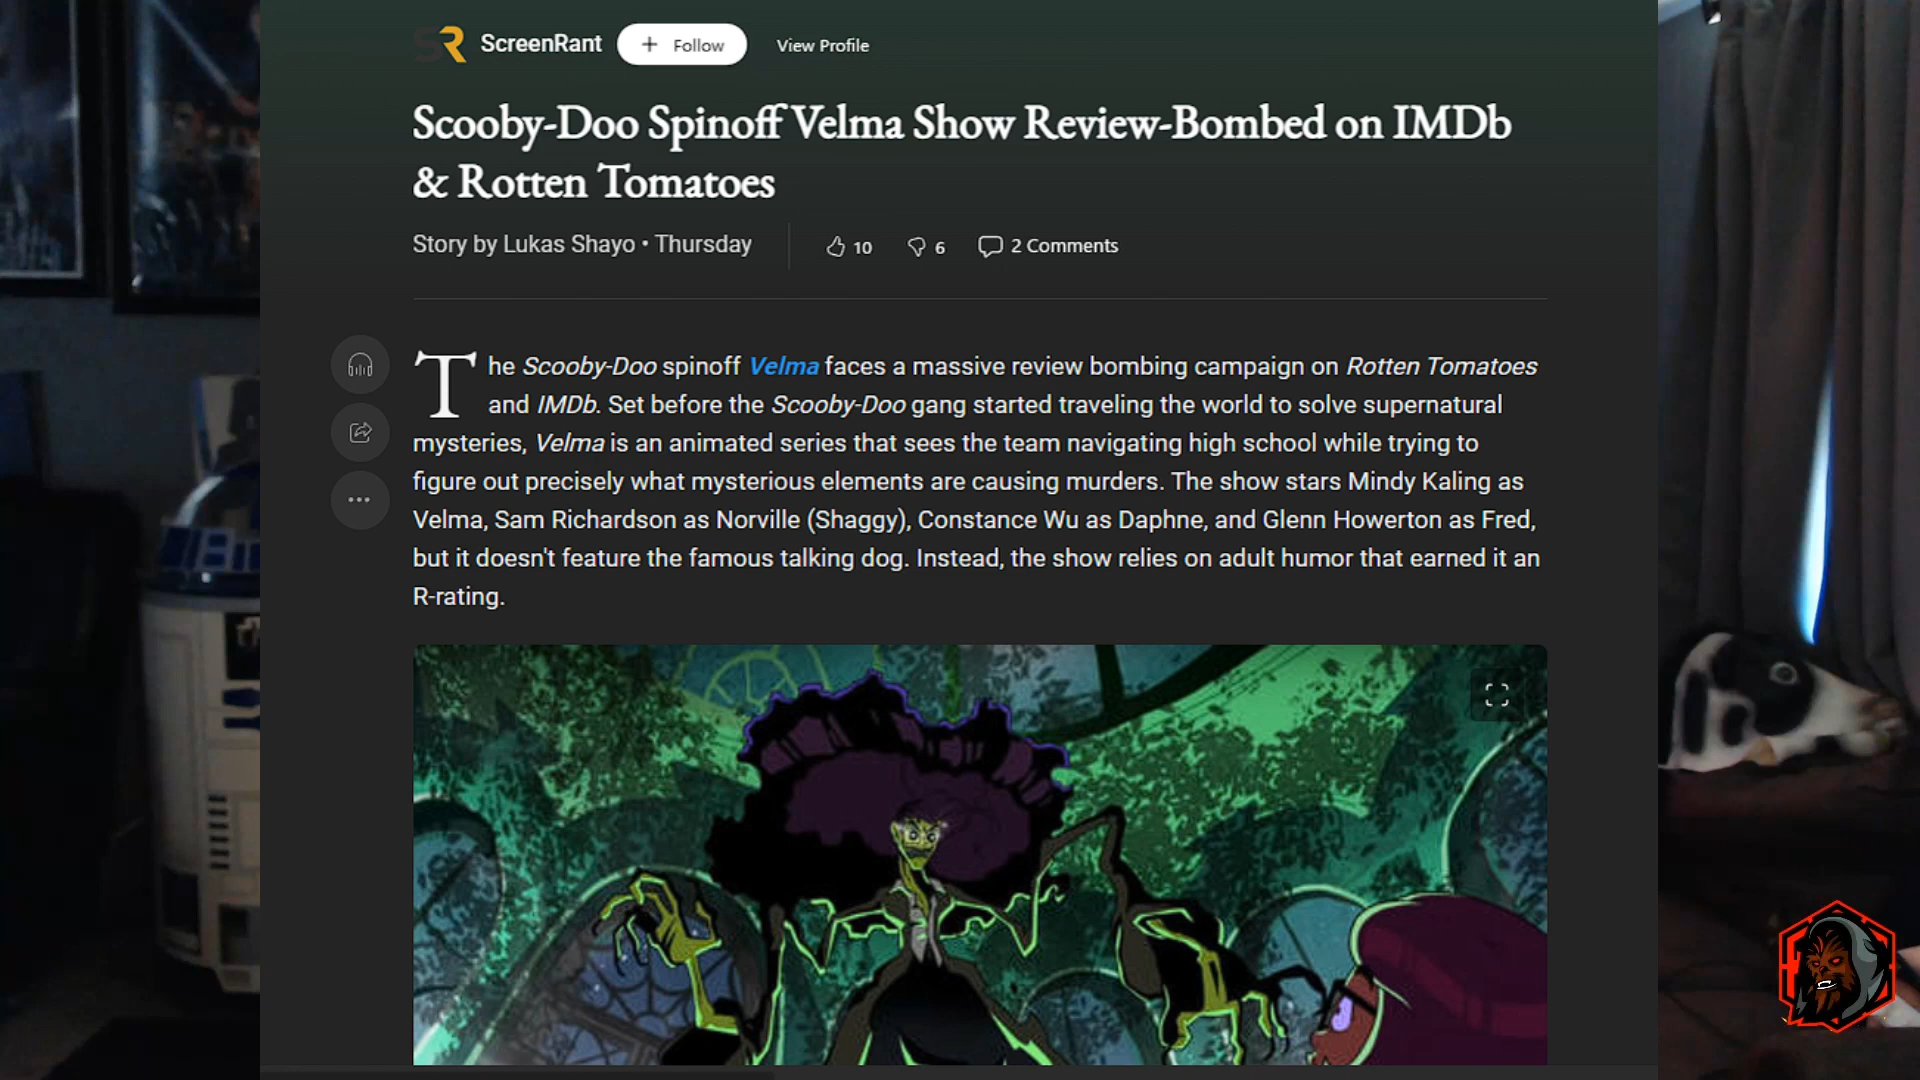 SR ScreenRant + Follow View Profile
Scooby-Doo Spinoff Velma Show Review-Bombed on IMDb
& Rotten Tomatoes
Story by Lukas Shayo • Thursday 10 6 2 Comments
The Scooby-Doo spinoff Velma faces a massive review bombing campaign on Rotten Tomatoes
and IMDb. Set before the Scooby-Doo gang started traveling the world to solve supernatural
mysteries, Velma is an animated series that sees the team navigating high school while trying to
figure out precisely what mysterious elements are causing murders. The show stars Mindy Kaling as
Velma, Sam Richardson as Norville (Shaggy), Constance Wu as Daphne, and Glenn Howerton as Fred,
but it doesn't feature the famous talking dog. Instead, the show relies on adult humor that earned it an
R-rating.